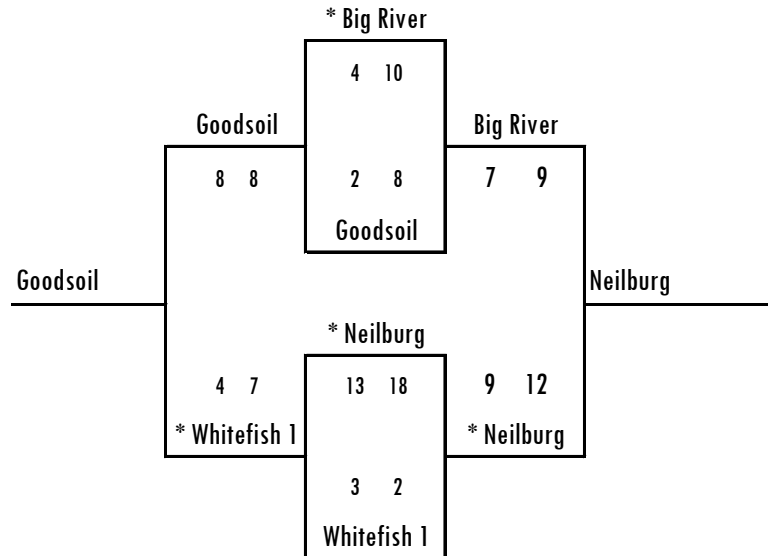 * Big River
4 10
Goodsoil
Big River
8 8
2 8
7 9
Goodsoil
Goodsoil
Neilburg
* Neilburg
4 7
13 18
9 12
* Whitefish 1
* Neilburg
3 2
Whitefish 1